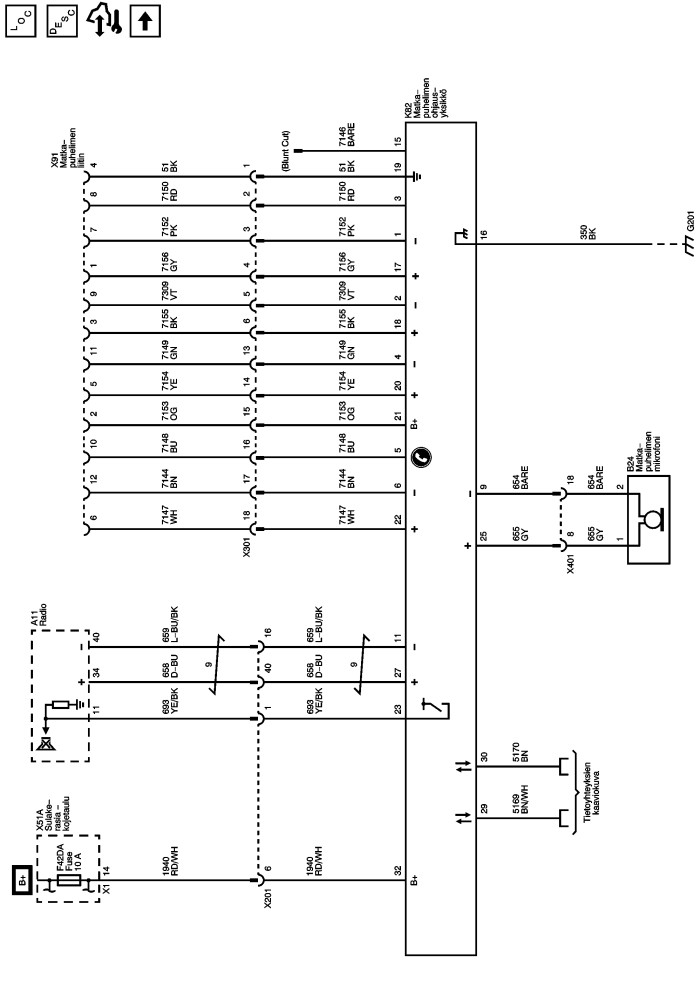 LOC
DESC
K82
Matka–
puhelimen
ohjaus–
yksikkö
X91
Matka–
puhelimen
liitin
(Blunt Cut)
7146
BARE
15
4
51
BK
1
51
BK
19
8
7150
RD
2
7150
RD
3
7
7152
PK
3
7152
PK
1
−
1
7156
GY
4
7156
GY
17
+
9
7309
VT
5
7309
VT
2
−
3
7155
BK
6
7155
BK
18
+
11
7149
GN
13
7149
GN
4
−
5
7154
YE
14
7154
YE
20
+
2
7153
OG
15
7153
OG
21
B+
10
7148
BU
16
7148
BU
5
12
7144
BN
17
7144
BN
6
−
6
7147
WH
18
7147
WH
22
+
X301
16
350
BK
G201
−
9
654
BARE
18
654
BARE
2
+
25
655
GY
8
655
GY
1
X401
B24
Matka–
puhelimen
mikrofoni
A11
Radio
−
40
659
L–BU/BK
16
659
L–BU/BK
11
−
9
9
+
34
658
D–BU
40
658
D–BU
27
+
11
693
YE/BK
1
693
YE/BK
23
30
5170
BN
29
5169
BN/WH
Tietoyhteyksien
kaaviokuva
X51A
Sulake–
rasia –
kojetaulu
B+
F42DA
Fuse
10 A
14
X1
1940
RD/WH
6
X201
1940
RD/WH
32
B+